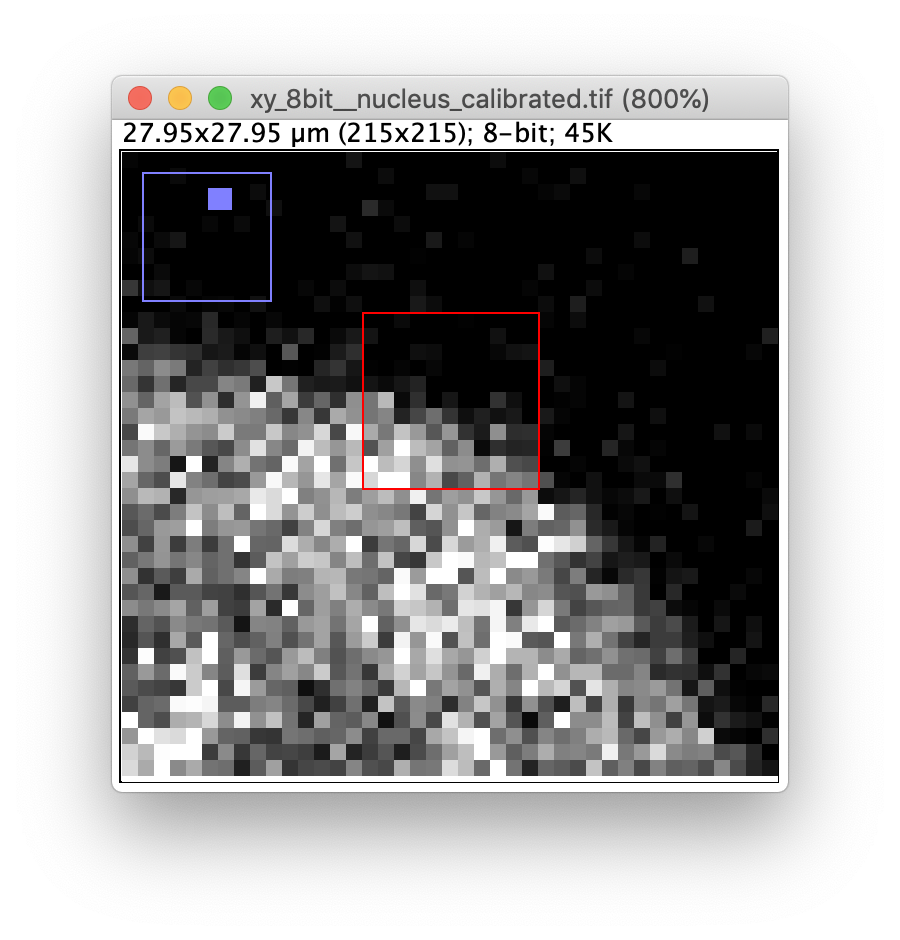 xy_8bit__nucleus_calibrated.tif (800%)
27.95x27.95 µm (215x215); 8-bit; 45K